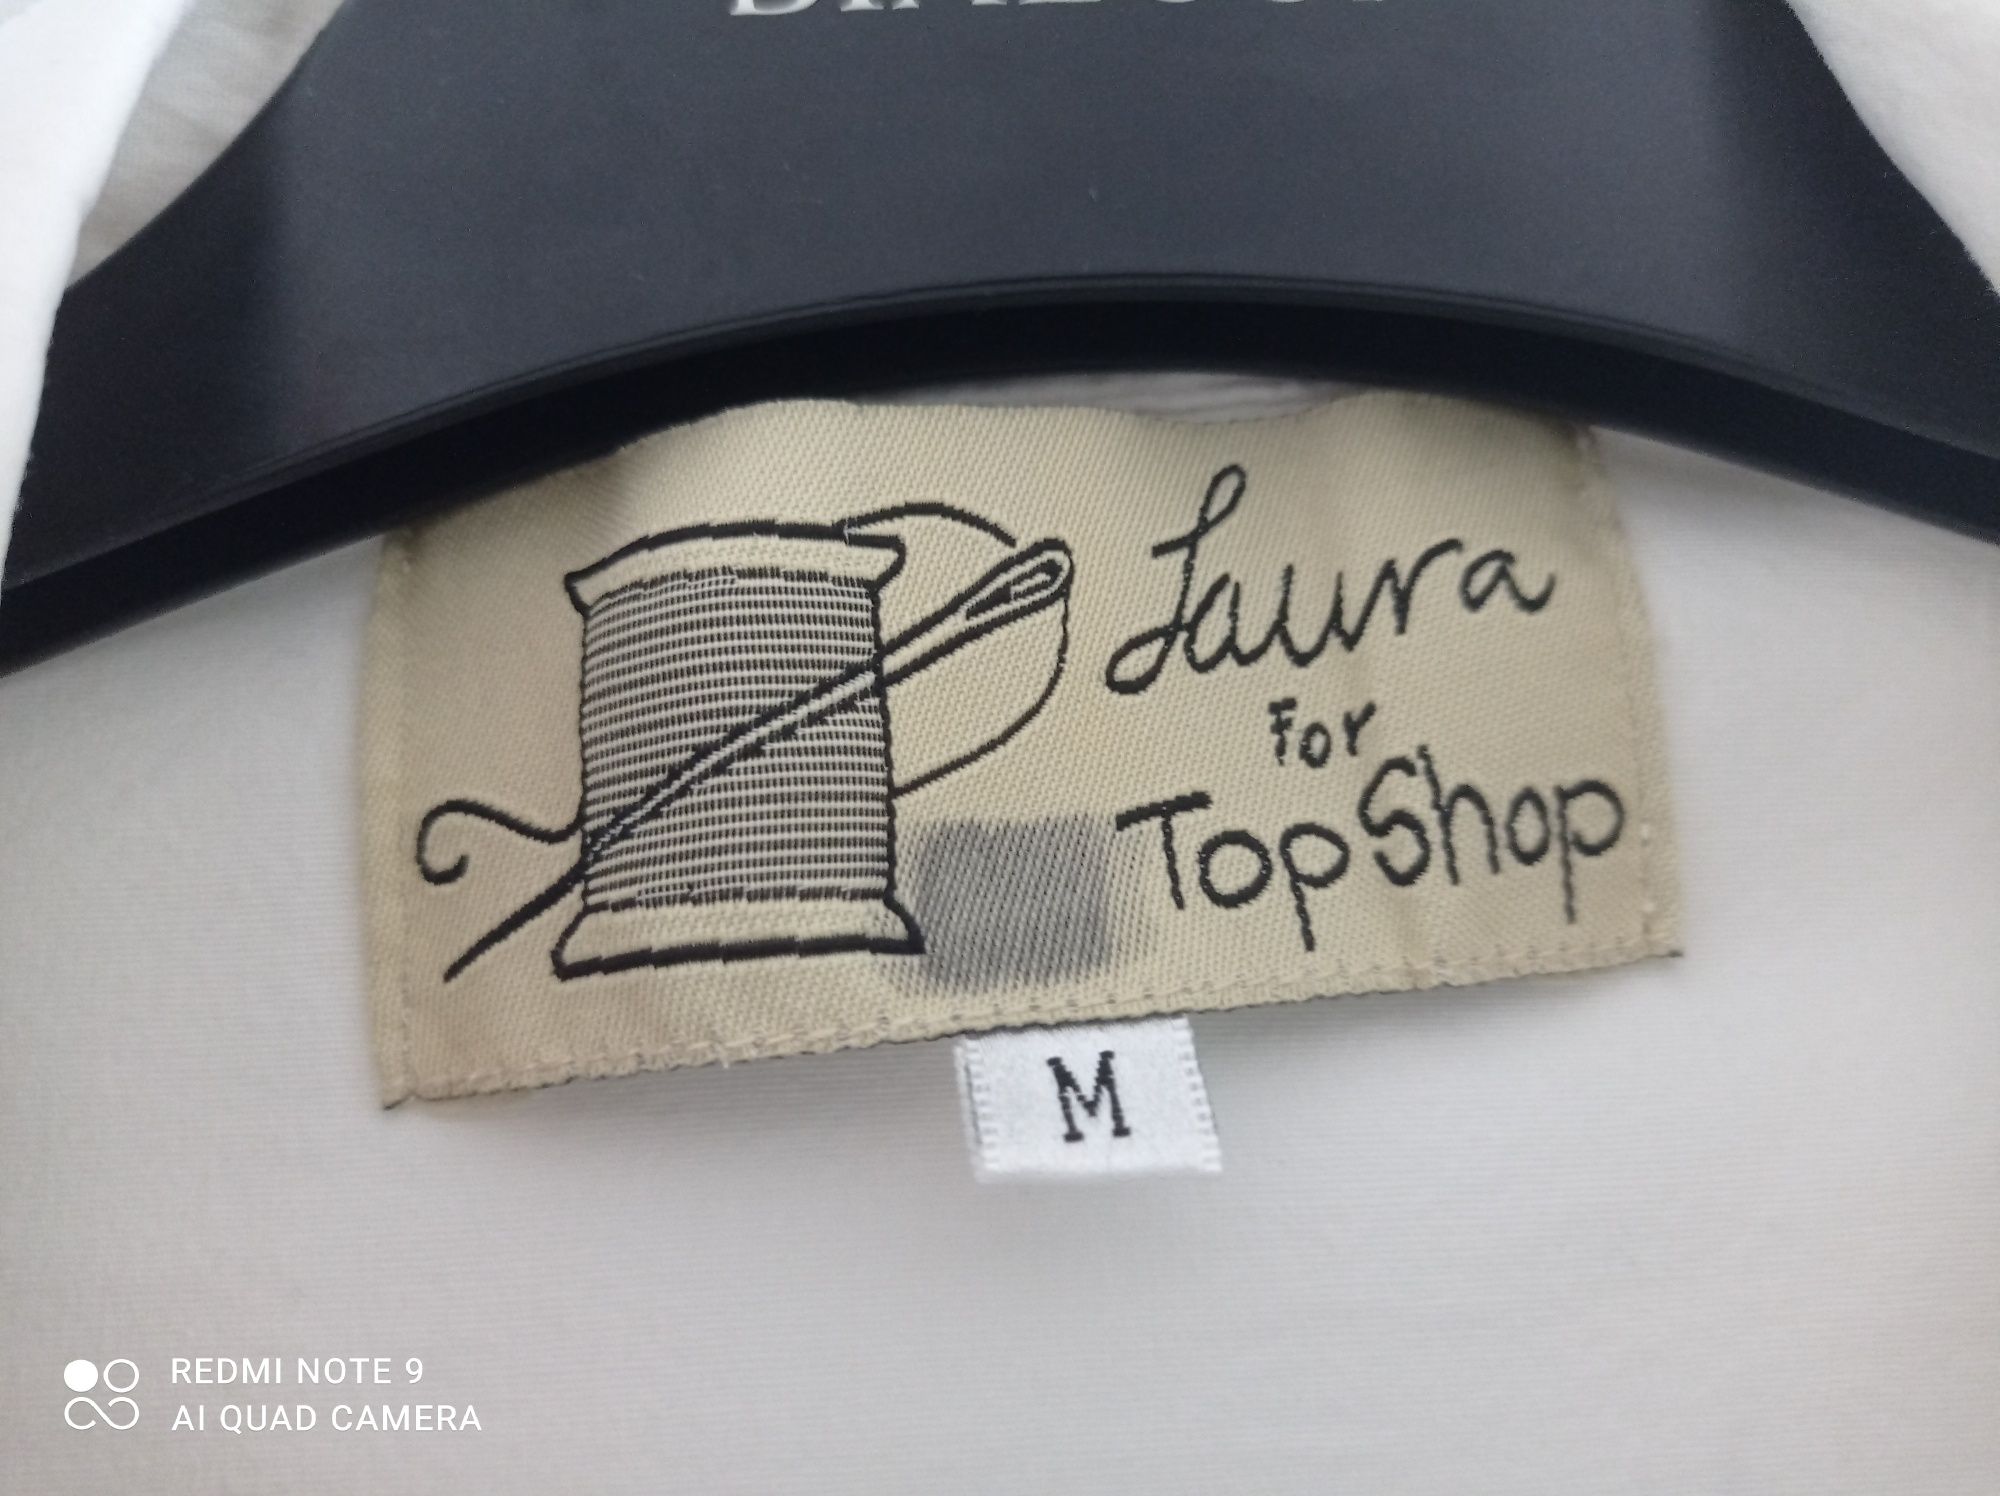 Laura
For
TopShop
M
REDMI NOTE 9
AI QUAD CAMERA